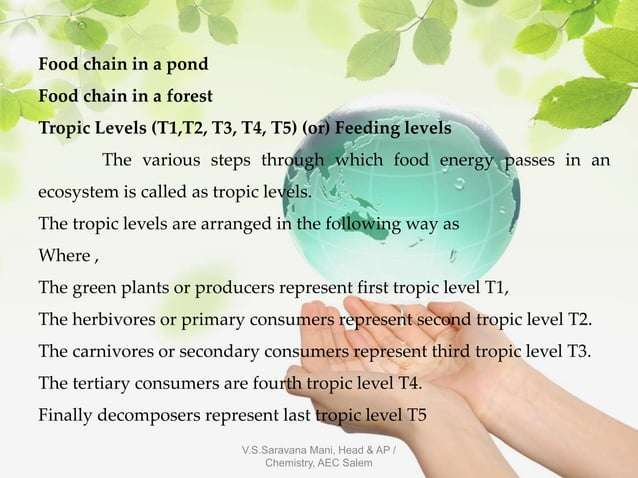 Food chain in a pond
Food chain in a forest
Tropic Levels (T1,T2, T3, T4, T5) (or) Feeding levels
The various steps through which food energy passes in an
ecosystem is called as tropic levels.
The tropic levels are arranged in the following way as
Where ,
The green plants or producers represent first tropic level T1,
The herbivores or primary consumers represent second tropic level T2.
The carnivores or secondary consumers represent third tropic level T3.
The tertiary consumers are fourth tropic level T4.
Finally decomposers represent last tropic level T5
V.S.Saravana Mani, Head & AP /
Chemistry, AEC Salem